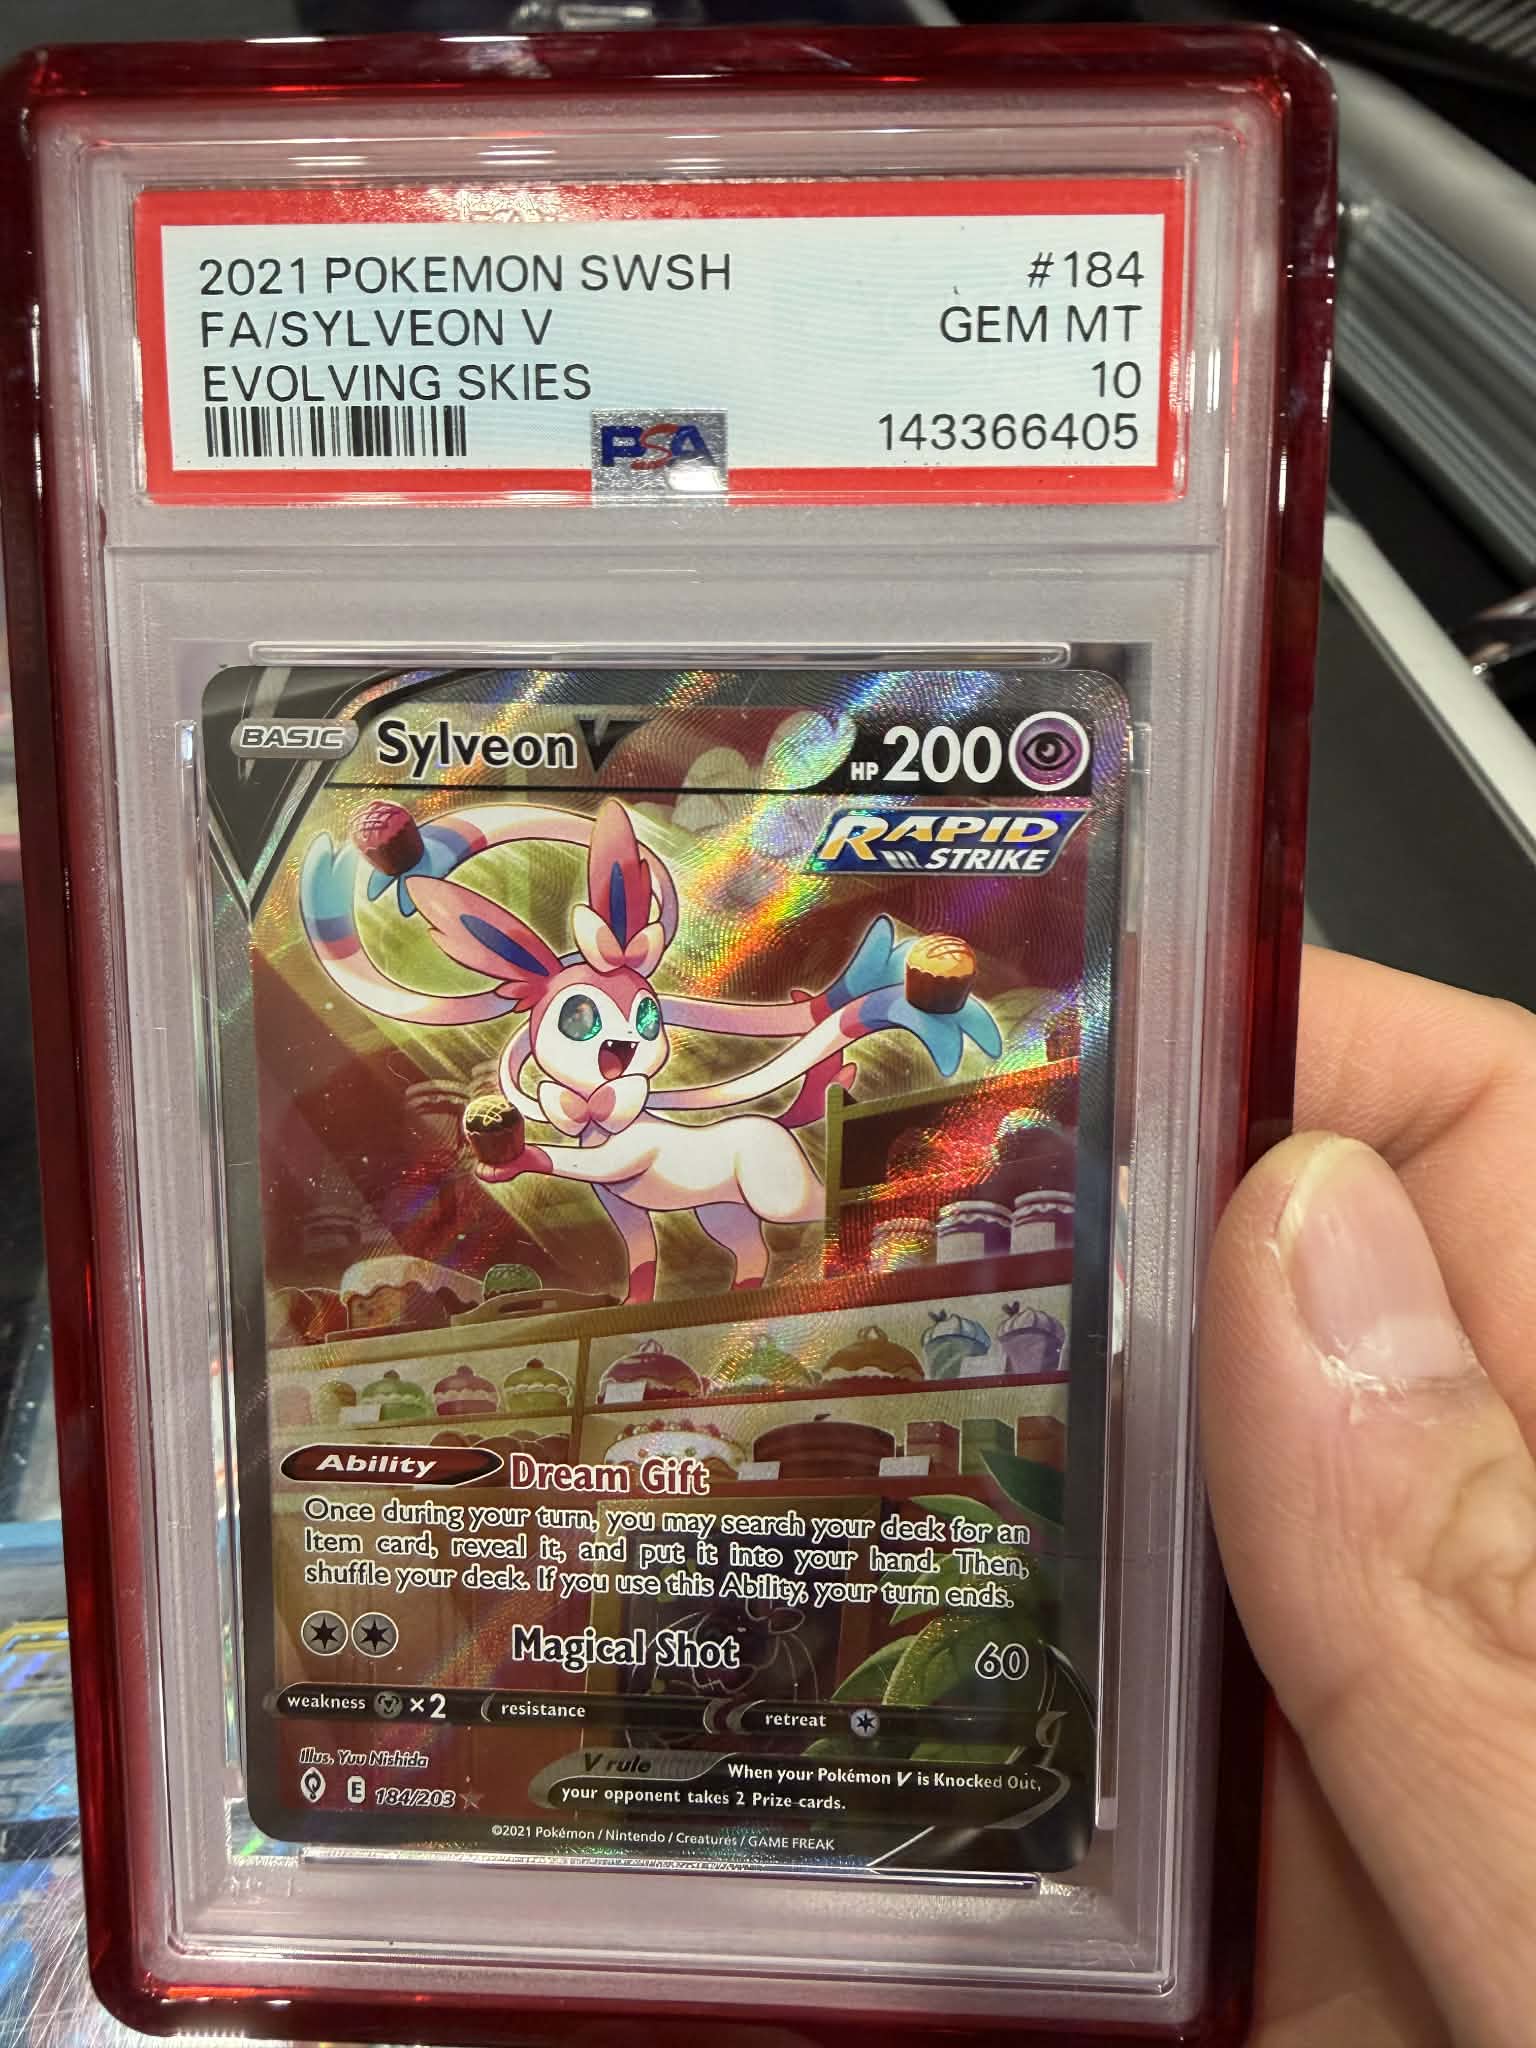 2021 POKEMON SWSH #184
FA/SYLVEON V GEM MT
EVOLVING SKIES 10
PSA 143366405
BASIC Sylveon V HP 200
RAPID STRIKE
Ability Dream Gift
Once during your turn, you may search your deck for an
Item card, reveal it, and put it into your hand. Then,
shuffle your deck. If you use this Ability, your turn ends.
Magical Shot 60
weakness ×2 resistance retreat
Illus. Yuu Nishida
V rule When your Pokémon V is Knocked Out,
E 184/203 your opponent takes 2 Prize cards.
©2021 Pokémon / Nintendo / Creatures / GAME FREAK